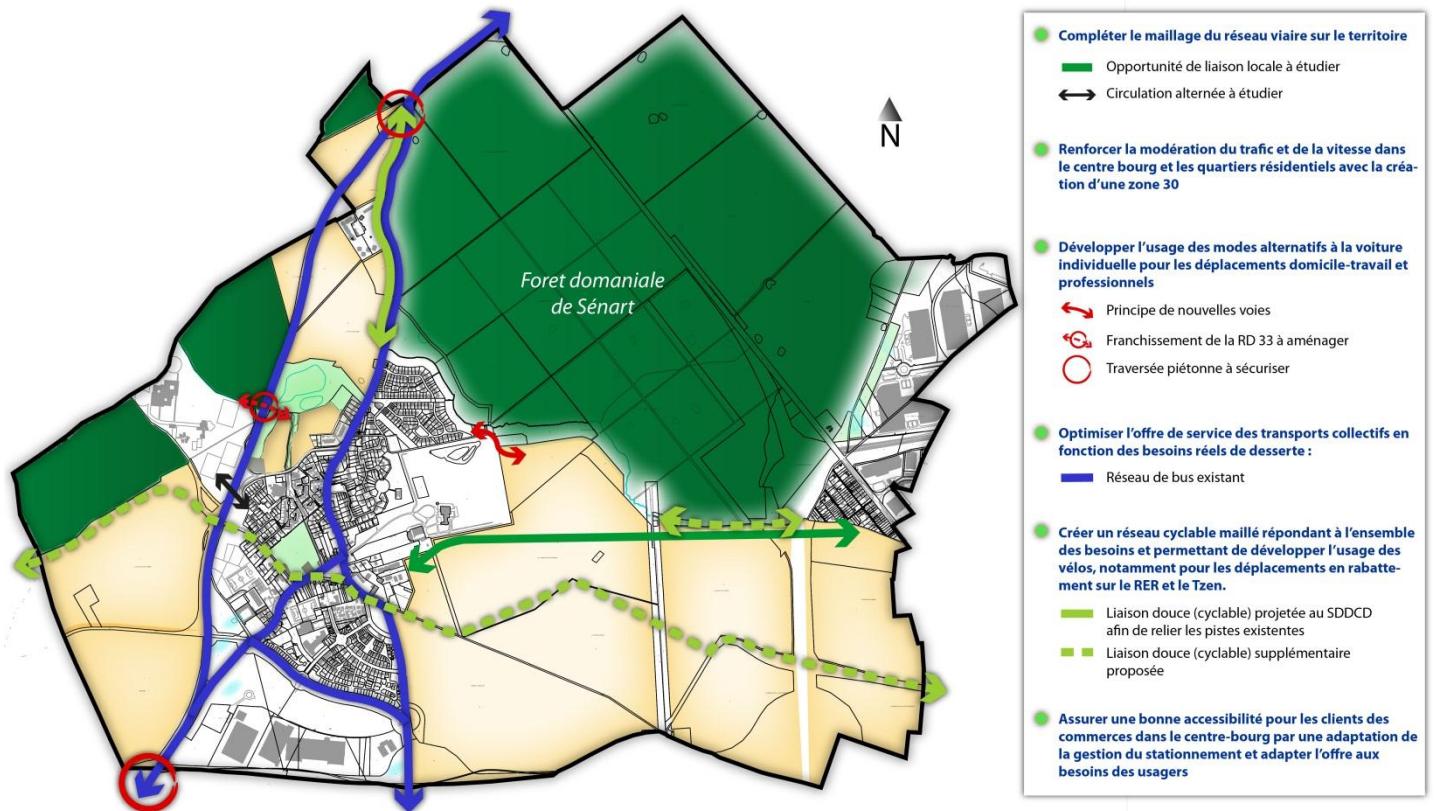 N
Foret domaniale
de Sénart
Compléter le maillage du réseau viaire sur le territoire
Opportunité de liaison locale à étudier
Circulation alternée à étudier
Renforcer la modération du trafic et de la vitesse dans
le centre bourg et les quartiers résidentiels avec la créa-
tion d'une zone 30
Développer l'usage des modes alternatifs à la voiture
individuelle pour les déplacements domicile-travail et
professionnels
Principe de nouvelles voies
Franchissement de la RD 33 à aménager
Traversée piétonne à sécuriser
Optimiser l'offre de service des transports collectifs en
fonction des besoins réels de desserte :
Réseau de bus existant
Créer un réseau cyclable maillé répondant à l'ensemble
des besoins et permettant de développer l'usage des
vélos, notamment pour les déplacements en rabatte-
ment sur le RER et le Tzen.
Liaison douce (cyclable) projetée au SDDCD
afin de relier les pistes existentes
Liaison douce (cyclable) supplémentaire
proposée
Assurer une bonne accessibilité pour les clients des
commerces dans le centre-bourg par une adaptation de
la gestion du stationnement et adapter l'offre aux
besoins des usagers